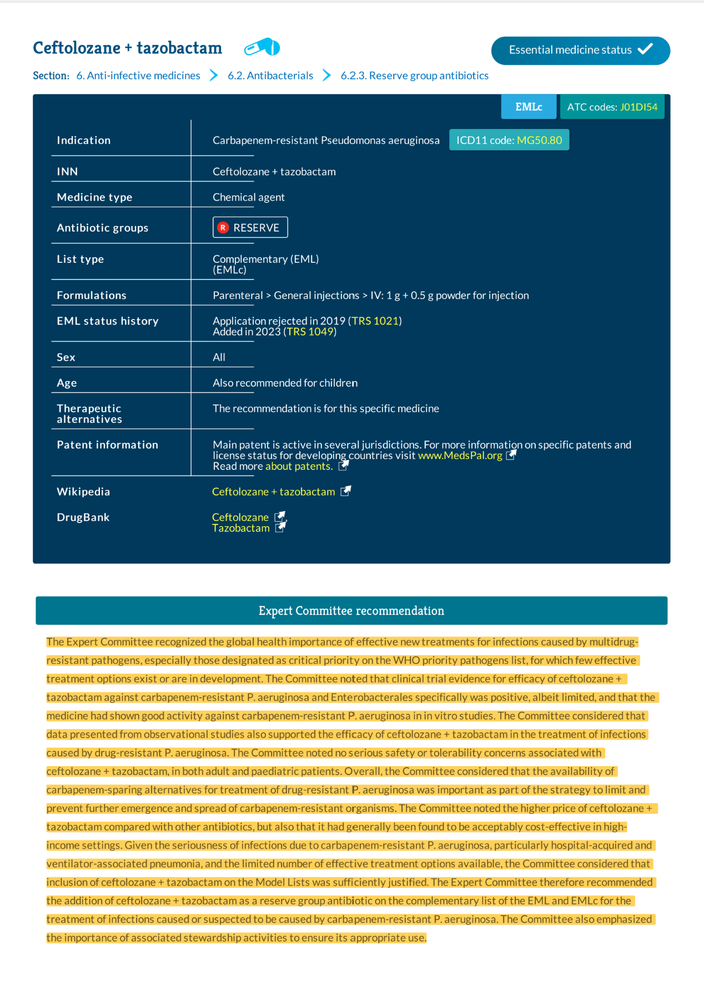 Ceftolozane + tazobactam
Essential medicine status
Section: 6. Anti-infective medicines 6.2. Antibacterials 6.2.3. Reserve group antibiotics
EMLc ATC codes: J01DI54
Indication Carbapenem-resistant Pseudomonas aeruginosa ICD11 code: MG50.80
INN Ceftolozane + tazobactam
Medicine type Chemical agent
Antibiotic groups R RESERVE
List type Complementary (EML)
(EMLc)
Formulations Parenteral > General injections > IV: 1 g + 0.5 g powder for injection
EML status history Application rejected in 2019 (TRS 1021)
Added in 2023 (TRS 1049)
Sex All
Age Also recommended for children
Therapeutic
alternatives
The recommendation is for this specific medicine
Patent information Main patent is active in several jurisdictions. For more information on specific patents and
license status for developing countries visit www.MedsPal.org
Read more about patents.
Wikipedia Ceftolozane + tazobactam
DrugBank Ceftolozane ,
Tazobactam
Expert Committee recommendation
The Expert Committee recognized the global health importance of effective new treatments for infections caused by multidrug-
resistant pathogens, especially those designated as critical priority on the WHO priority pathogens list, for which few effective
treatment options exist or are in development. The Committee noted that clinical trial evidence for efficacy of ceftolozane +
tazobactam against carbapenem-resistant P. aeruginosa and Enterobacterales specifically was positive, albeit limited, and that the
medicine had shown good activity against carbapenem-resistant P. aeruginosa in in vitro studies. The Committee considered that
data presented from observational studies also supported the efficacy of ceftolozane + tazobactam in the treatment of infections
caused by drug-resistant P. aeruginosa. The Committee noted no serious safety or tolerability concerns associated with
ceftolozane + tazobactam, in both adult and paediatric patients. Overall, the Committee considered that the availability of
carbapenem-sparing alternatives for treatment of drug-resistant P. aeruginosa was important as part of the strategy to limit and
prevent further emergence and spread of carbapenem-resistant organisms. The Committee noted the higher price of ceftolozane +
tazobactam compared with other antibiotics, but also that it had generally been found to be acceptably cost-effective in high-
income settings. Given the seriousness of infections due to carbapenem-resistant P. aeruginosa, particularly hospital-acquired and
ventilator-associated pneumonia, and the limited number of effective treatment options available, the Committee considered that
inclusion of ceftolozane + tazobactam on the Model Lists was sufficiently justified. The Expert Committee therefore recommended
the addition of ceftolozane + tazobactam as a reserve group antibiotic on the complementary list of the EML and EMLc for the
treatment of infections caused or suspected to be caused by carbapenem-resistant P. aeruginosa. The Committee also emphasized
the importance of associated stewardship activities to ensure its appropriate use.